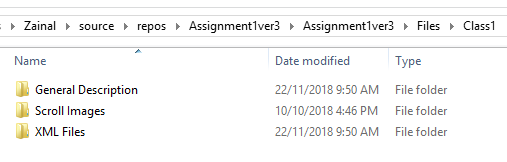 › Zainal › source › repos › Assignment1ver3 › Assignment1ver3 › Files › Class1
Name Date modified Type
General Description 22/11/2018 9:50 AM File folder
Scroll Images 10/10/2018 4:46 PM File folder
XML Files 22/11/2018 9:50 AM File folder